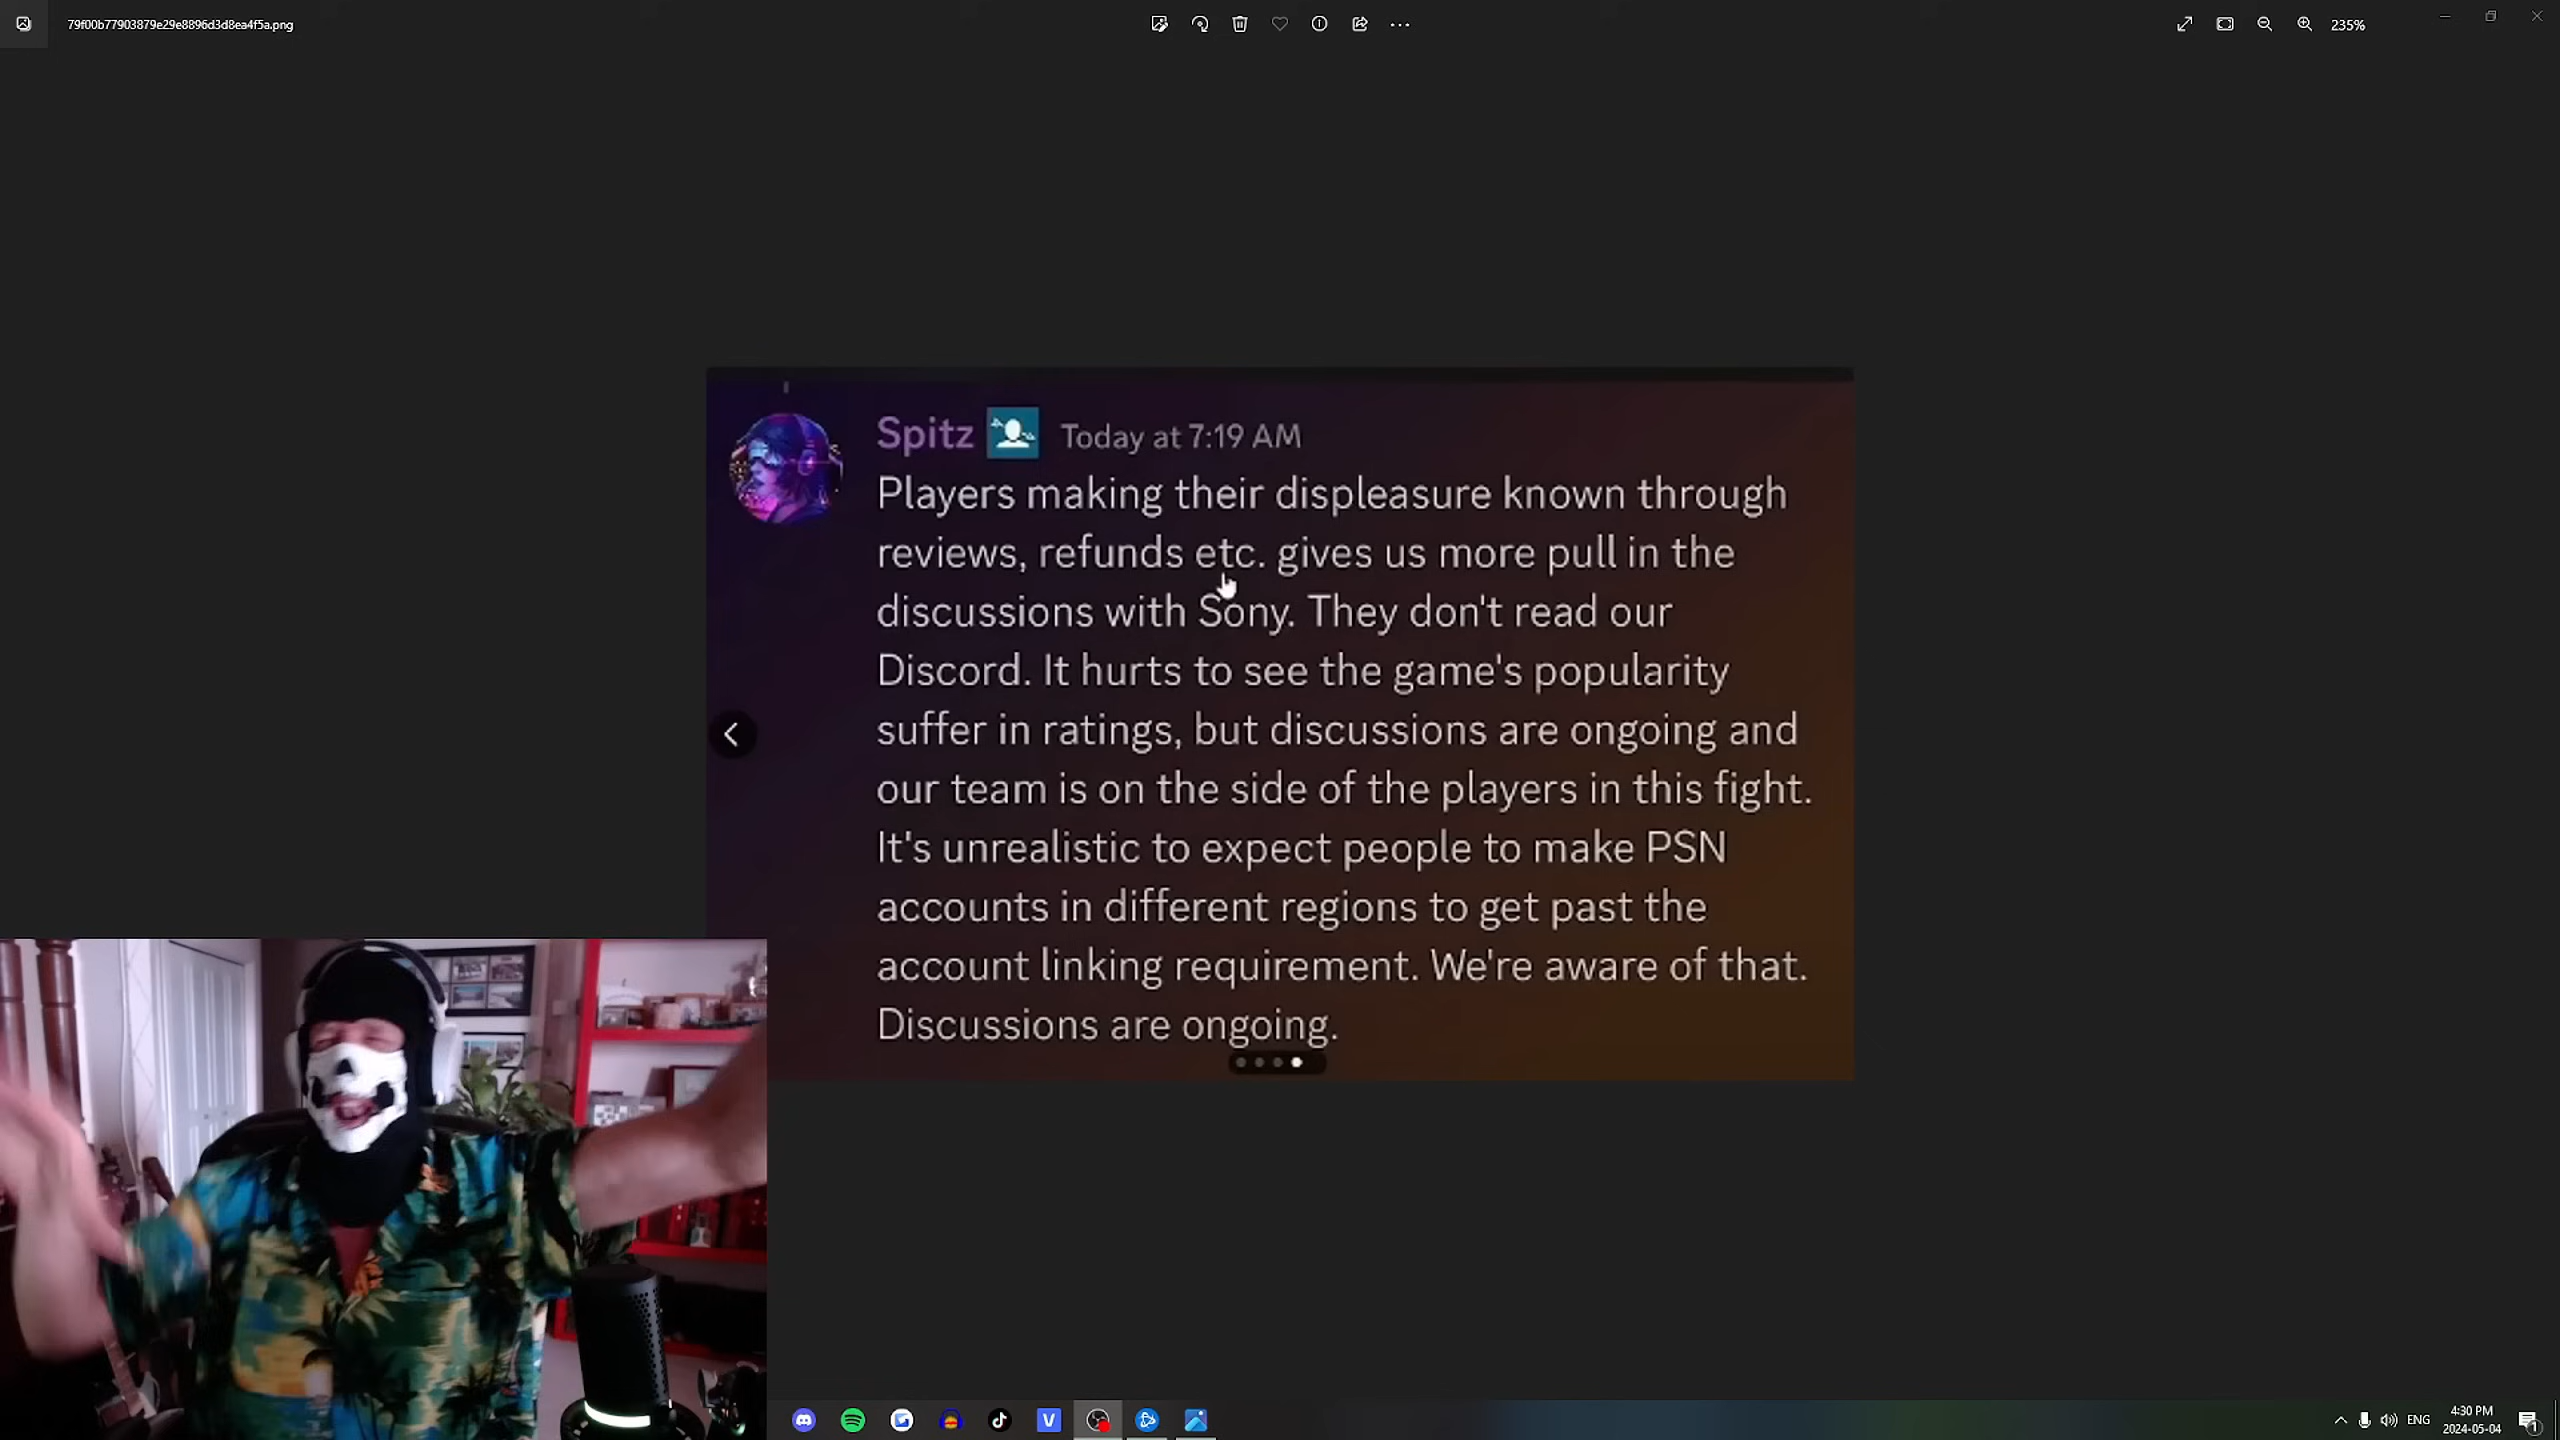 79f00b77903879e29e8896d3d8ea4f5a.png
235%
Spitz Today at 7:19 AM
Players making their displeasure known through
reviews, refunds etc. gives us more pull in the
discussions with Sony. They don't read our
Discord. It hurts to see the game's popularity
suffer in ratings, but discussions are ongoing and
our team is on the side of the players in this fight.
It's unrealistic to expect people to make PSN
accounts in different regions to get past the
account linking requirement. We're aware of that.
Discussions are ongoing.
V
ENG
4:30 PM
2024-05-04
1